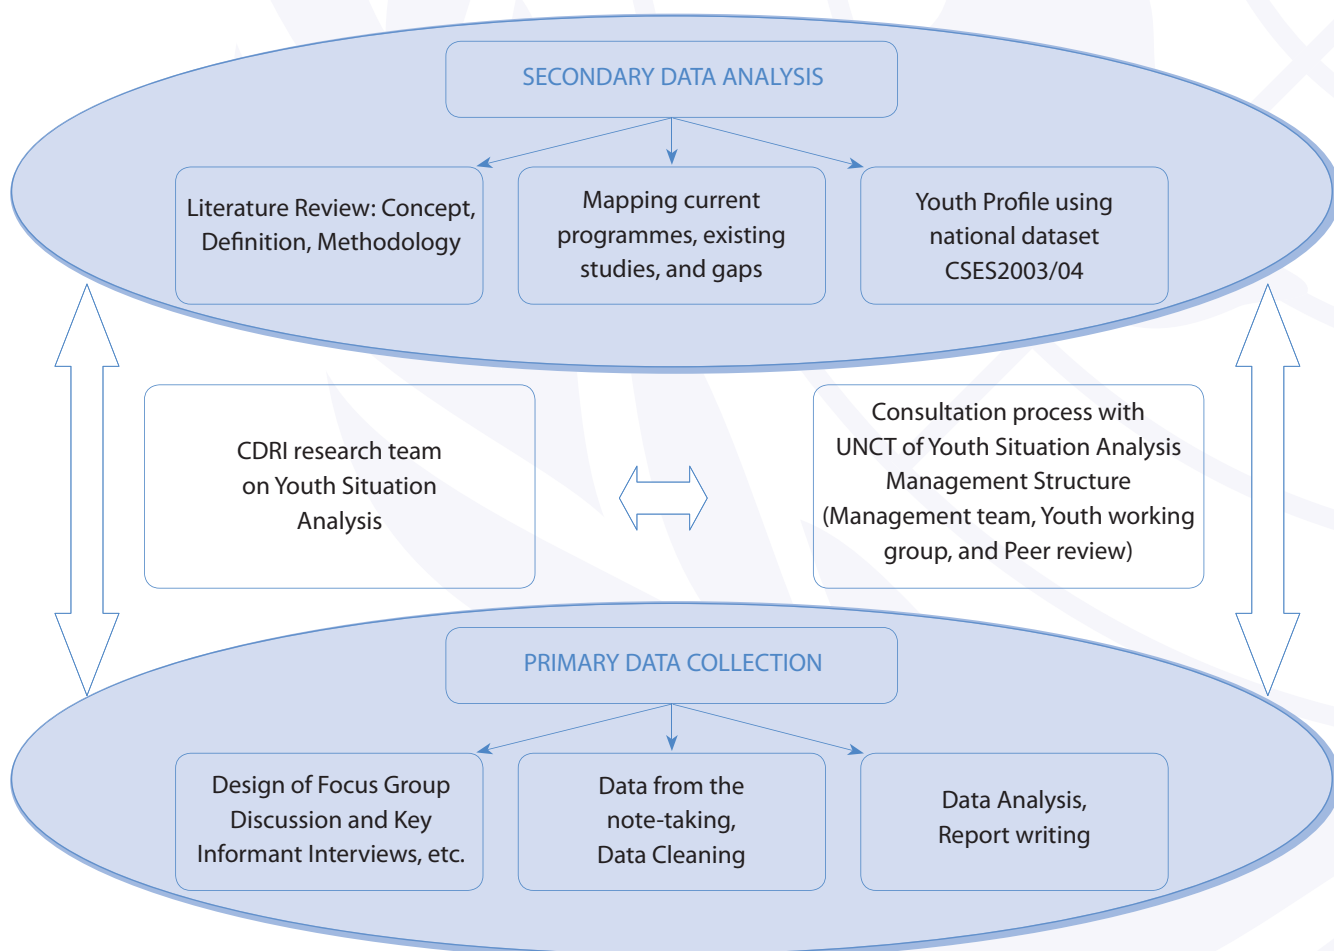 SECONDARY DATA ANALYSIS
Literature Review: Concept,
Definition, Methodology
Mapping current
programmes, existing
studies, and gaps
Youth Profile using
national dataset
CSES2003/04
CDRI research team
on Youth Situation
Analysis
Consultation process with
UNCT of Youth Situation Analysis
Management Structure
(Management team, Youth working
group, and Peer review)
PRIMARY DATA COLLECTION
Design of Focus Group
Discussion and Key
Informant Interviews, etc.
Data from the
note-taking,
Data Cleaning
Data Analysis,
Report writing